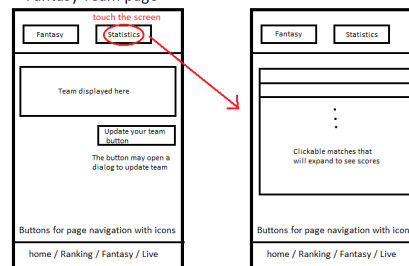 Fantasy Team page
touch the screen
Fantasy
Statistics
Team displayed here
Update your team
button
The button may open a
dialog to update team
Buttons for page navigation with icons
home / Ranking / Fantasy / Live
Fantasy
Statistics
Clickable matches that
will expand to see scores
Buttons for page navigation with icon
home / Ranking / Fantasy / Live